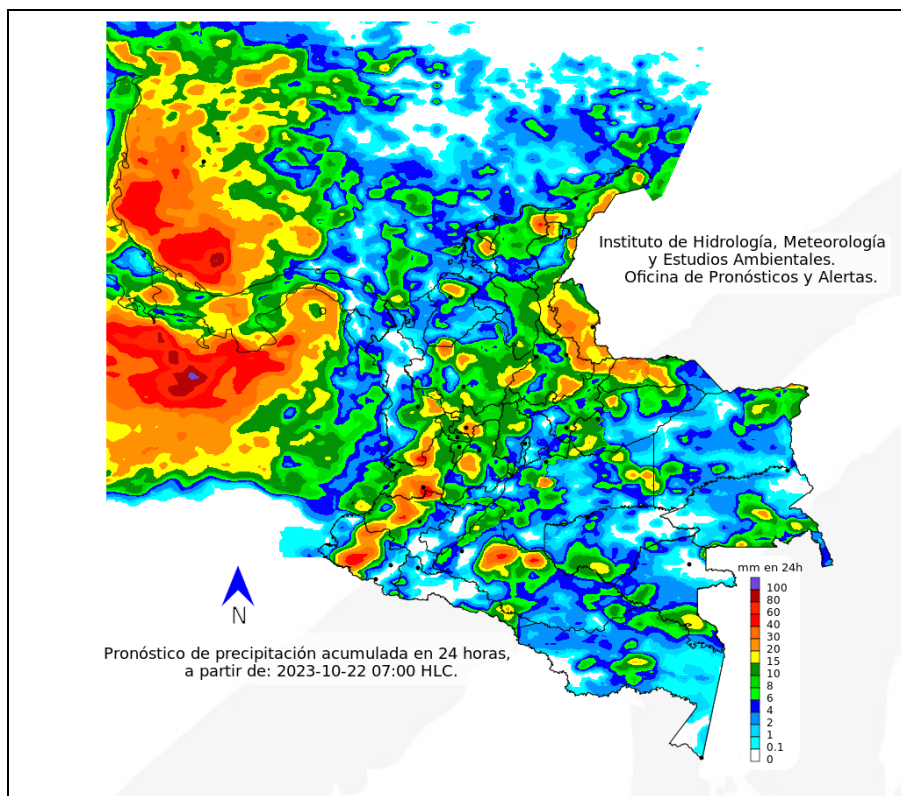 Instituto de Hidrología, Meteorología
y Estudios Ambientales.
Oficina de Pronósticos y Alertas.
mm en 24h
100
80
60
40
30
20
15
10
8
6
4
2
1
0.1
0
N
Pronóstico de precipitación acumulada en 24 horas,
a partir de: 2023-10-22 07:00 HLC.